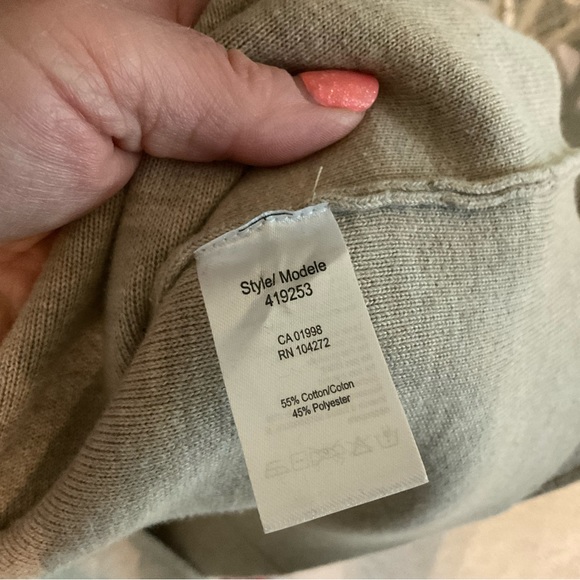 Style/ Modele
419253
CA 01998
RN 104272
55% Cotton/Coton
45% Polyester